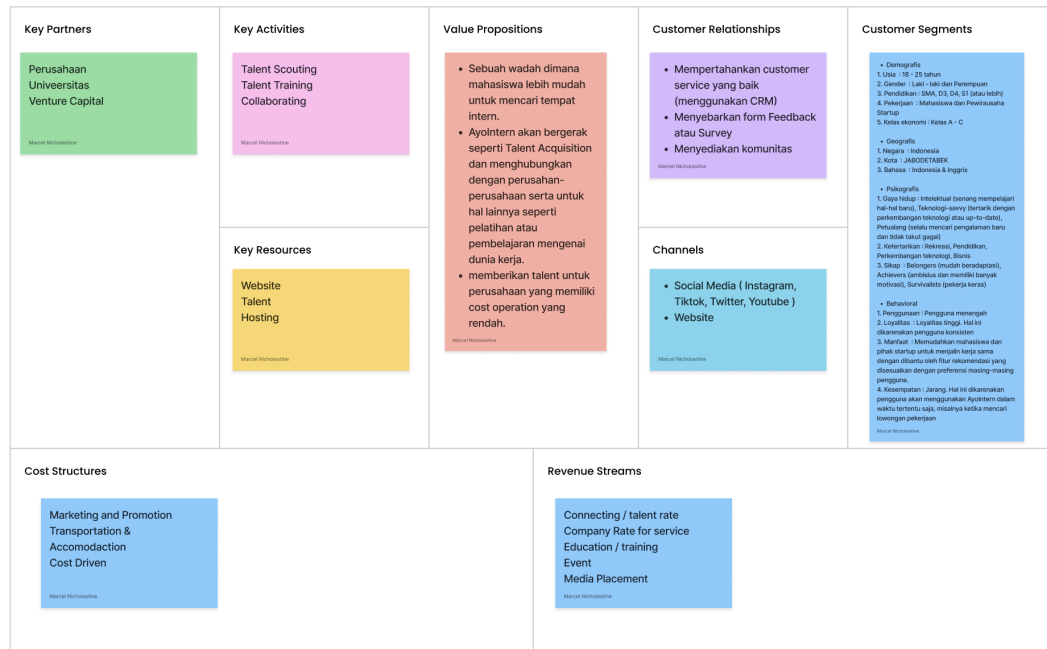 Key Partners
Perusahaan
Univeersitas
Venture Capital
Marcel Nicholastine
Key Activities
Talent Scouting
Talent Training
Collaborating
Marcel Nicholastine
Key Resources
Website
Talent
Hosting
Marcel Nicholastine
Value Propositions
• Sebuah wadah dimana
mahasiswa lebih mudah
untuk mencari tempat
intern.
• AyoIntern akan bergerak
seperti Talent Acquisition
dan menghubungkan
dengan perusahan-
perusahaan serta untuk
hal lainnya seperti
pelatihan atau
pembelajaran mengenai
dunia kerja.
• memberikan talent untuk
perusahaan yang memiliki
cost operation yang
rendah.
Marcel Nicholastine
Customer Relationships
• Mempertahankan customer
service yang baik
(menggunakan CRM)
• Menyebarkan form Feedback
atau Survey
• Menyediakan komunitas
Marcel Nicholastine
Channels
• Social Media ( Instagram,
Tiktok, Twitter, Youtube )
• Website
Marcel Nicholastine
Customer Segments
• Demografis
1. Usia : 18 - 25 tahun
2. Gender : Laki - laki dan Perempuan
3. Pendidikan : SMA, D3, D4, S1 (atau lebih)
4. Pekerjaan : Mahasiswa dan Pewirausaha
Startup
5. Kelas ekonomi : Kelas A - C
• Geografis
1. Negara : Indonesia
2. Kota : JABODETABEK
3. Bahasa : Indonesia & Inggris
• Psikografis
1. Gaya hidup : Intelektual (senang mempelajari
hal-hal baru), Teknologi-savvy (tertarik dengan
perkembangan teknologi atau up-to-date),
Petualang (selalu mencari pengalaman baru
dan tidak takut gagal)
2. Ketertarikan : Rekreasi, Pendidikan,
Perkembangan teknologi, Bisnis
3. Sikap : Belongers (mudah beradaptasi),
Achievers (ambisius dan memiliki banyak
motivasi), Survivalists (pekerja keras)
• Behavioral
1. Penggunaan : Pengguna menengah
2. Loyalitas : Loyalitas tinggi. Hal ini
dikarenakan pengguna konsisten
3. Manfaat : Memudahkan mahasiswa dan
pihak startup untuk menjalin kerja sama
dengan dibantu oleh fitur rekomendasi yang
disesuaikan dengan preferensi masing-masing
pengguna.
4. Kesempatan : Jarang. Hal ini dikarenakan
pengguna akan menggunakan AyoIntern dalam
waktu tertentu saja, misalnya ketika mencari
lowongan pekerjaan
Marcel Nicholastine
Cost Structures
Marketing and Promotion
Transportation &
Accomodaction
Cost Driven
Marcel Nicholastine
Revenue Streams
Connecting / talent rate
Company Rate for service
Education / training
Event
Media Placement
Marcel Nicholastine